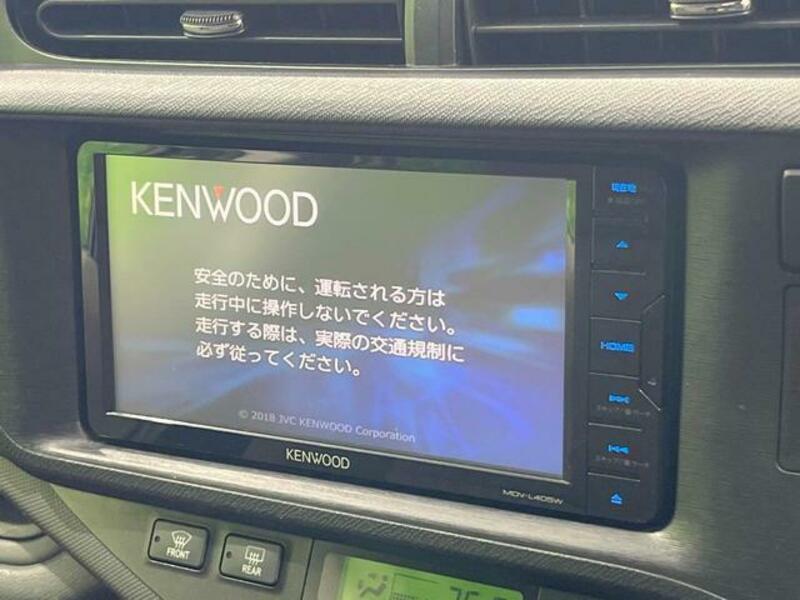 KENWOOD
安全のために、運転される方は
走行中に操作しないでください。
走行する際は、実際の交通規制に
必ず従ってください。
© 2018 JVC KENWOOD Corporation
KENWOOD
MDV-L405W
現在地
HOME
FRONT
REAR